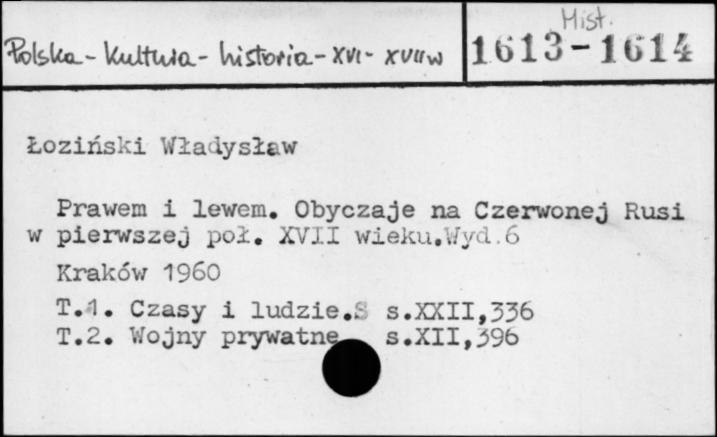 Hist.
Polska - Kultura - historia - XVI - XVII w
1613-1614
Łoziński Władysław
Prawem i lewem. Obyczaje na Czerwonej Rusi
w pierwszej poł. XVII wieku.Wyd.6
Kraków 1960
T.1. Czasy i ludzie.S s.XXII,336
T.2. Wojny prywatne s.XII,396